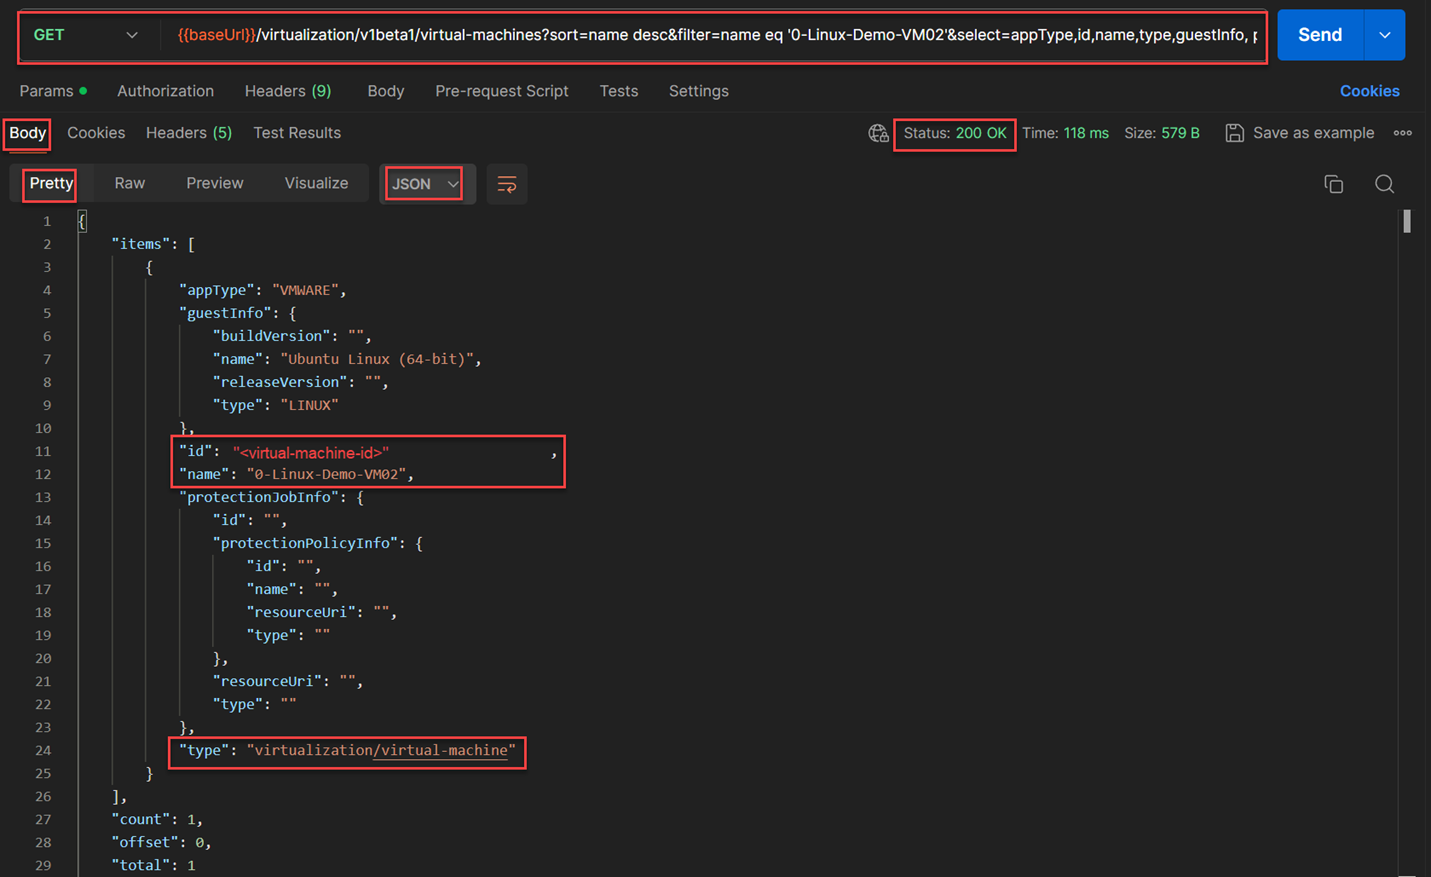 GET {{baseUrl}}/virtualization/v1beta1/virtual-machines?sort=name desc&filter=name eq '0-Linux-Demo-VM02'&select=appType,id,name,type,guestInfo, Send
Params Authorization Headers (9) Body Pre-request Script Tests Settings Cookies
Body Cookies Headers (5) Test Results Status: 200 OK Time: 118 ms Size: 579 B Save as example
Pretty Raw Preview Visualize JSON
1 {
2 "items": [
3 {
4 "appType": "VMWARE",
5 "guestInfo": {
6 "buildVersion": "",
7 "name": "Ubuntu Linux (64-bit)",
8 "releaseVersion": "",
9 "type": "LINUX"
10 },
11 "id": "<virtual-machine-id>" ,
12 "name": "0-Linux-Demo-VM02",
13 "protectionJobInfo": {
14 "id": "",
15 "protectionPolicyInfo": {
16 "id": "",
17 "name": "",
18 "resourceUri": "",
19 "type": ""
20 },
21 "resourceUri": "",
22 "type": ""
23 },
24 "type": "virtualization/virtual-machine"
25 }
26 ],
27 "count": 1,
28 "offset": 0,
29 "total": 1